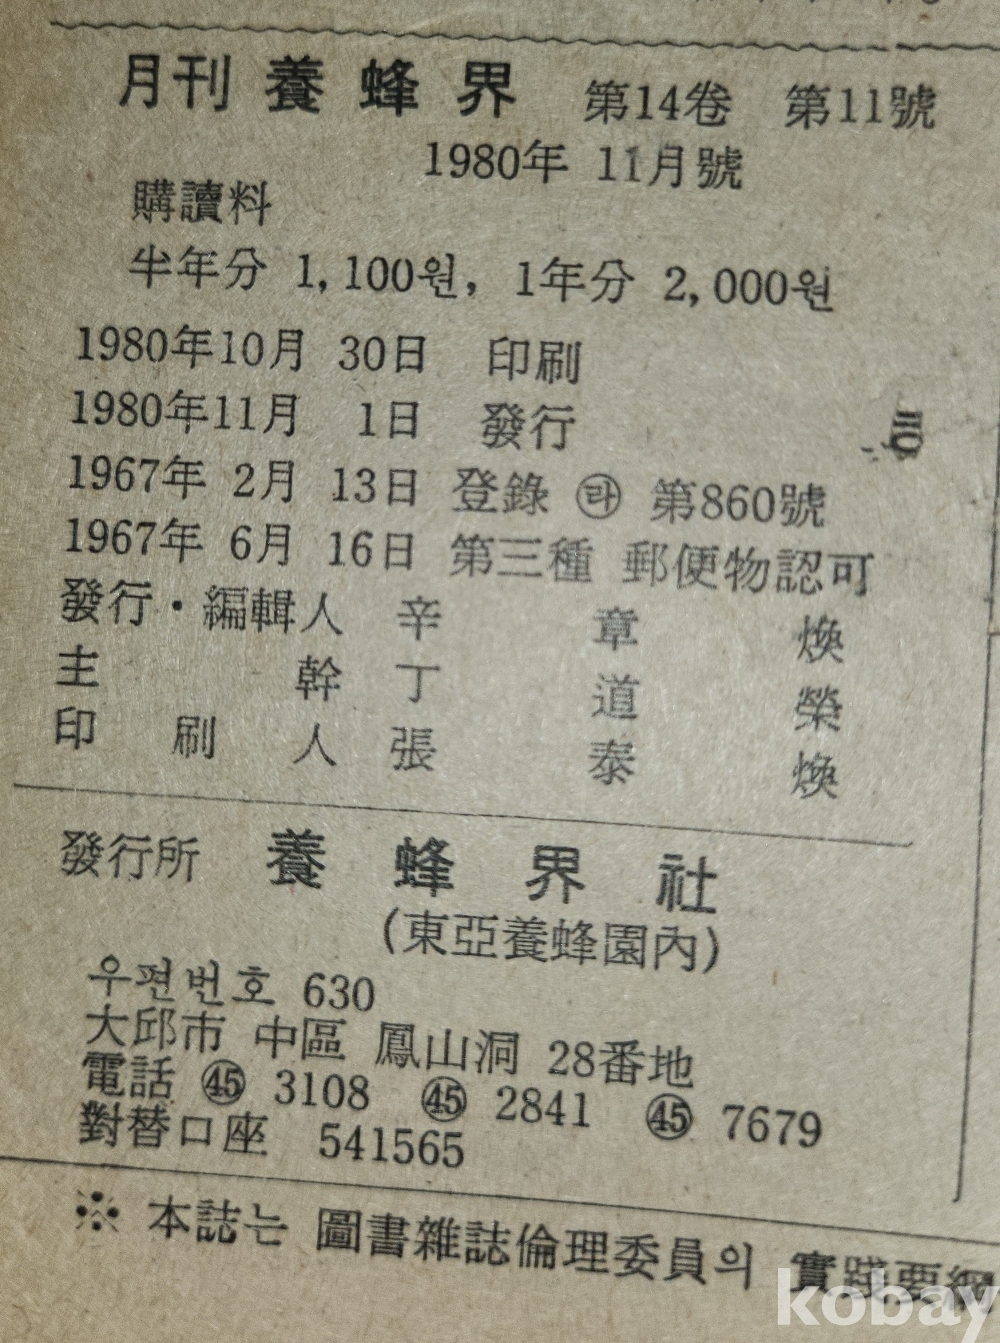 月刊 養蜂界 第14卷 第11號
1980年 11月號
購讀料
半年分 1,100원, 1年分 2,000원
1980年10月 30日 印刷
1980年11月 1日 發行
1967年 2月 13日 登錄 ㉱ 第860號
1967年 6月 16日 第三種 郵便物認可
發行·編輯人 辛章煥
主幹 丁道榮
印刷人 張泰煥
發行所 養蜂界社
(東亞養蜂園內)
우편번호 630
大邱市 中區 鳳山洞 28番地
電話 ㊺ 3108 ㊺ 2841 ㊺ 7679
對替口座 541565
※ 本誌는 圖書雜誌倫理委員의 實踐要綱
kobay